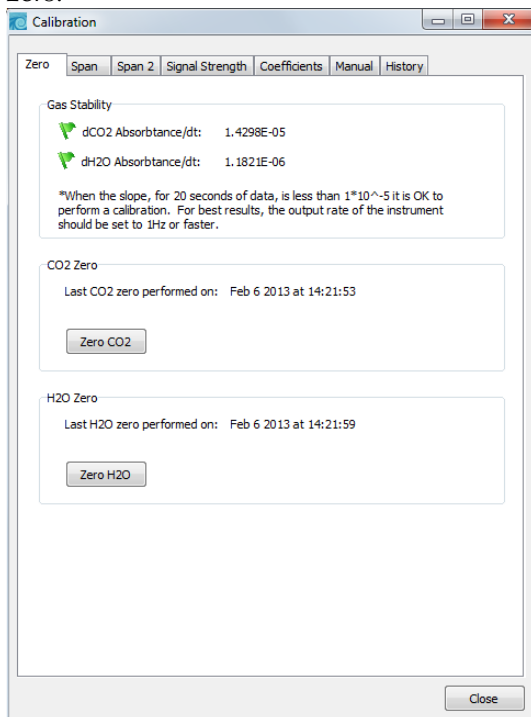 zero.
Calibration
Zero Span Span 2 Signal Strength Coefficients Manual History
Gas Stability
dCO2 Absorbtance/dt: 1.4298E-05
dH2O Absorbtance/dt: 1.1821E-06
*When the slope, for 20 seconds of data, is less than 1*10^-5 it is OK to
perform a calibration. For best results, the output rate of the instrument
should be set to 1Hz or faster.
CO2 Zero
Last CO2 zero performed on: Feb 6 2013 at 14:21:53
Zero CO2
H2O Zero
Last H2O zero performed on: Feb 6 2013 at 14:21:59
Zero H2O
Close